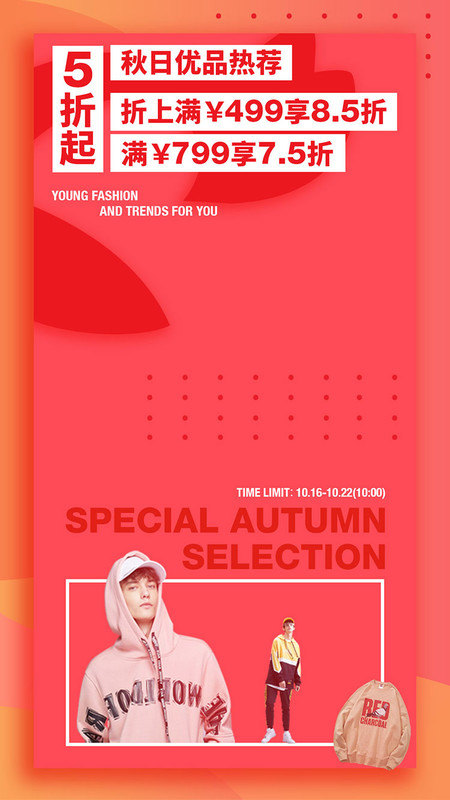 5折起
秋日优品热荐
折上满¥499享8.5折
满¥799享7.5折
YOUNG FASHION
AND TRENDS FOR YOU
TIME LIMIT: 10.16-10.22(10:00)
SPECIAL AUTUMN
SELECTION
RED
CHARCOAL